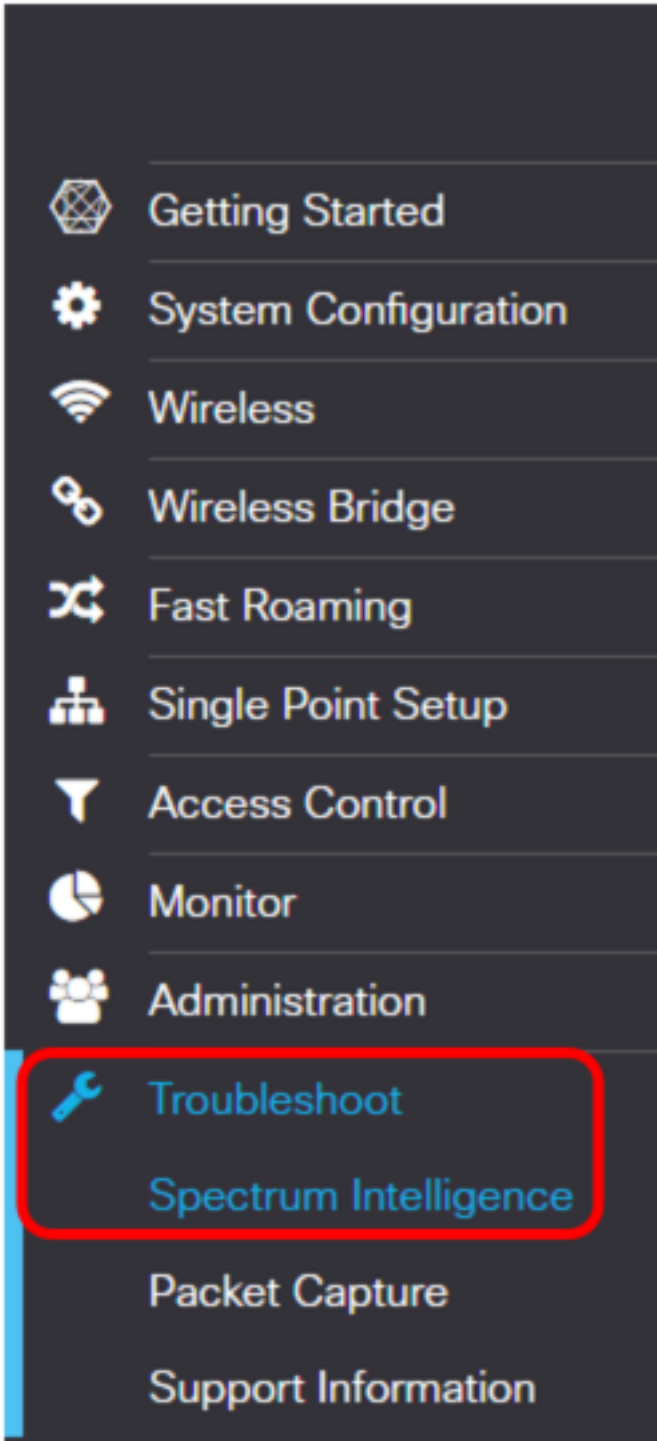 Getting Started
System Configuration
Wireless
Wireless Bridge
Fast Roaming
Single Point Setup
Access Control
Monitor
Administration
Troubleshoot
Spectrum Intelligence
Packet Capture
Support Information